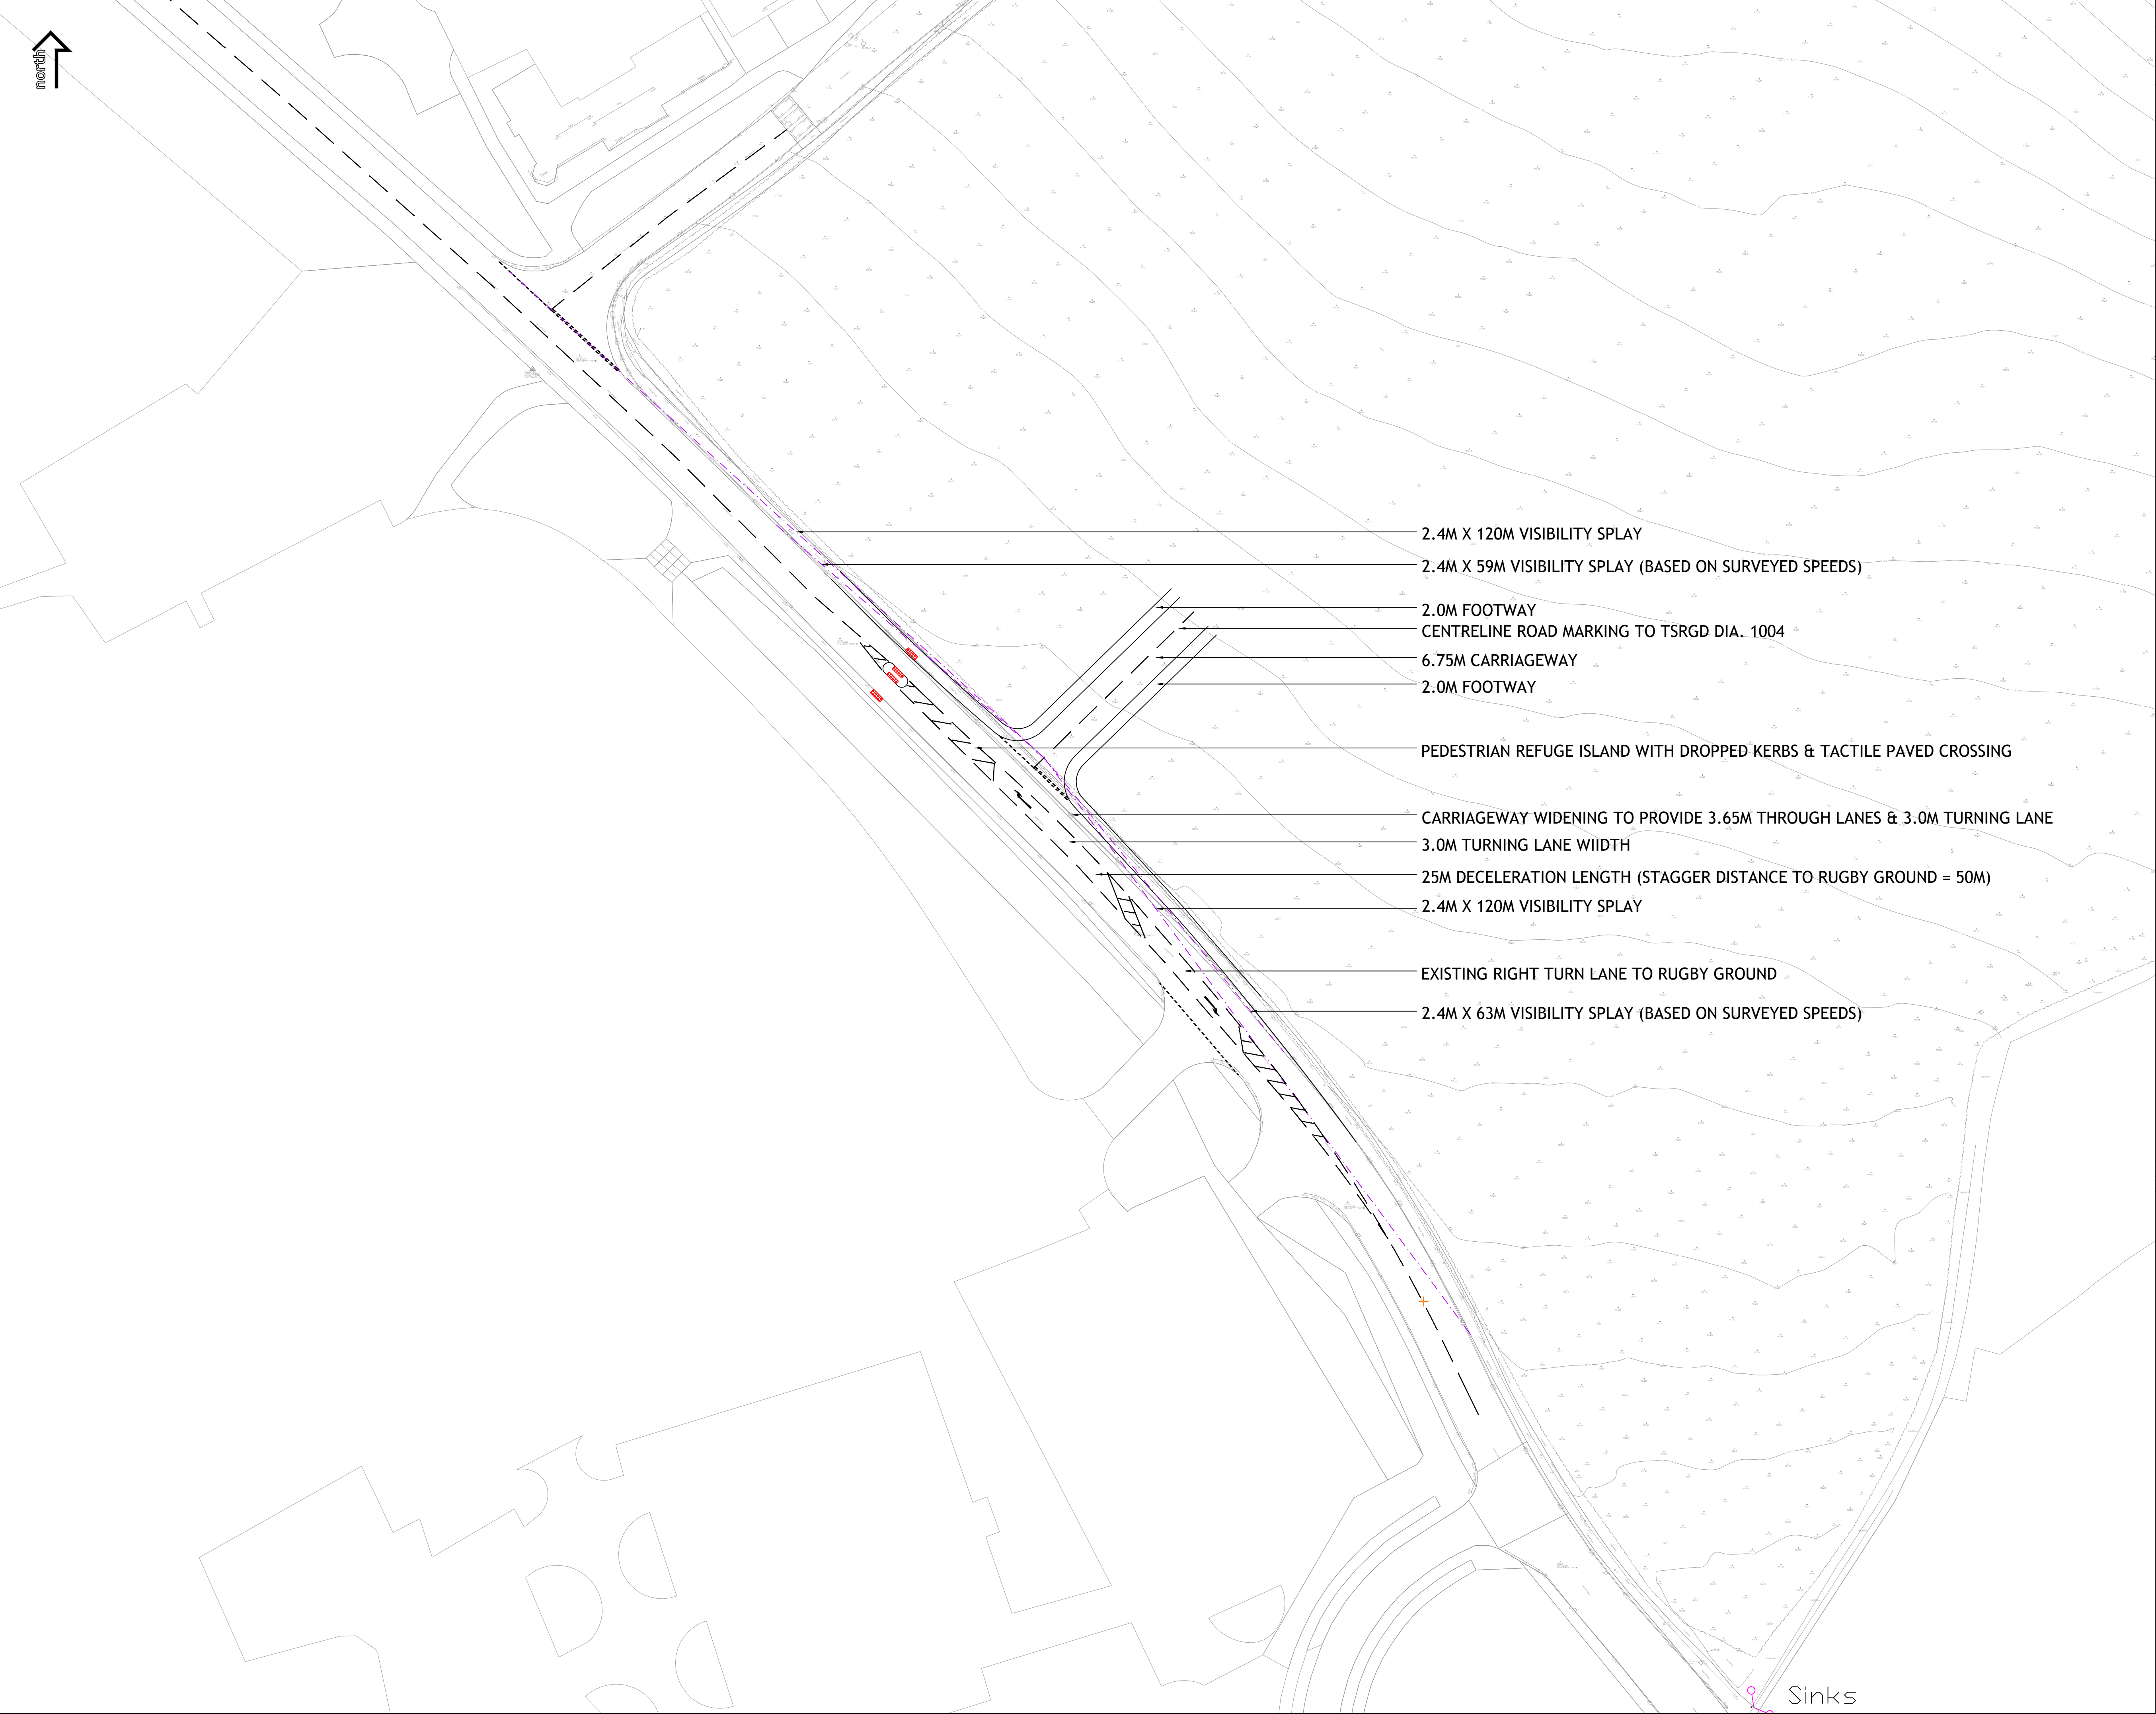 north
2.4M X 120M VISIBILITY SPLAY
2.4M X 59M VISIBILITY SPLAY (BASED ON SURVEYED SPEEDS)
2.0M FOOTWAY
CENTRELINE ROAD MARKING TO TSRGD DIA. 1004
6.75M CARRIAGEWAY
2.0M FOOTWAY
PEDESTRIAN REFUGE ISLAND WITH DROPPED KERBS & TACTILE PAVED CROSSING
CARRIAGEWAY WIDENING TO PROVIDE 3.65M THROUGH LANES & 3.0M TURNING LANE
3.0M TURNING LANE WIIDTH
25M DECELERATION LENGTH (STAGGER DISTANCE TO RUGBY GROUND = 50M)
2.4M X 120M VISIBILITY SPLAY
EXISTING RIGHT TURN LANE TO RUGBY GROUND
2.4M X 63M VISIBILITY SPLAY (BASED ON SURVEYED SPEEDS)
Sinks